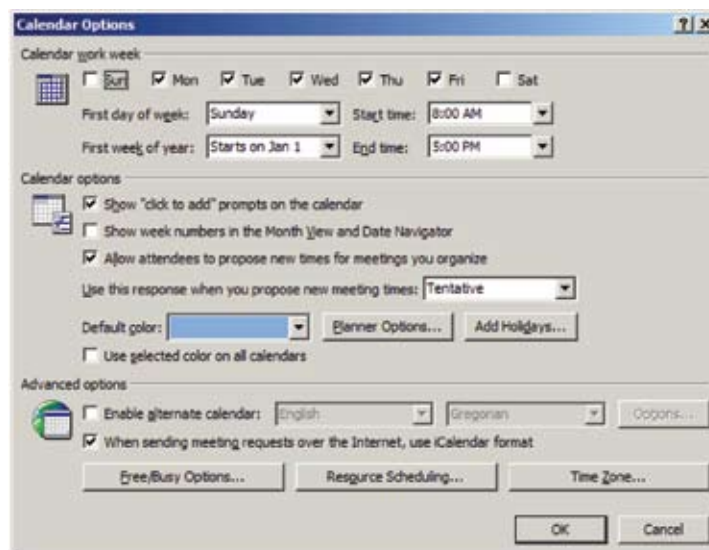 Calendar Options
Calendar work week
Sun Mon Tue Wed Thu Fri Sat
First day of week: Sunday Start time: 8:00 AM
First week of year: Starts on Jan 1 End time: 5:00 PM
Calendar options
Show "click to add" prompts on the calendar
Show week numbers in the Month View and Date Navigator
Allow attendees to propose new times for meetings you organize
Use this response when you propose new meeting times: Tentative
Default color: Planner Options... Add Holidays...
Use selected color on all calendars
Advanced options
Enable alternate calendar: English Gregorian Options...
When sending meeting requests over the Internet, use iCalendar format
Free/Busy Options... Resource Scheduling... Time Zone...
OK Cancel